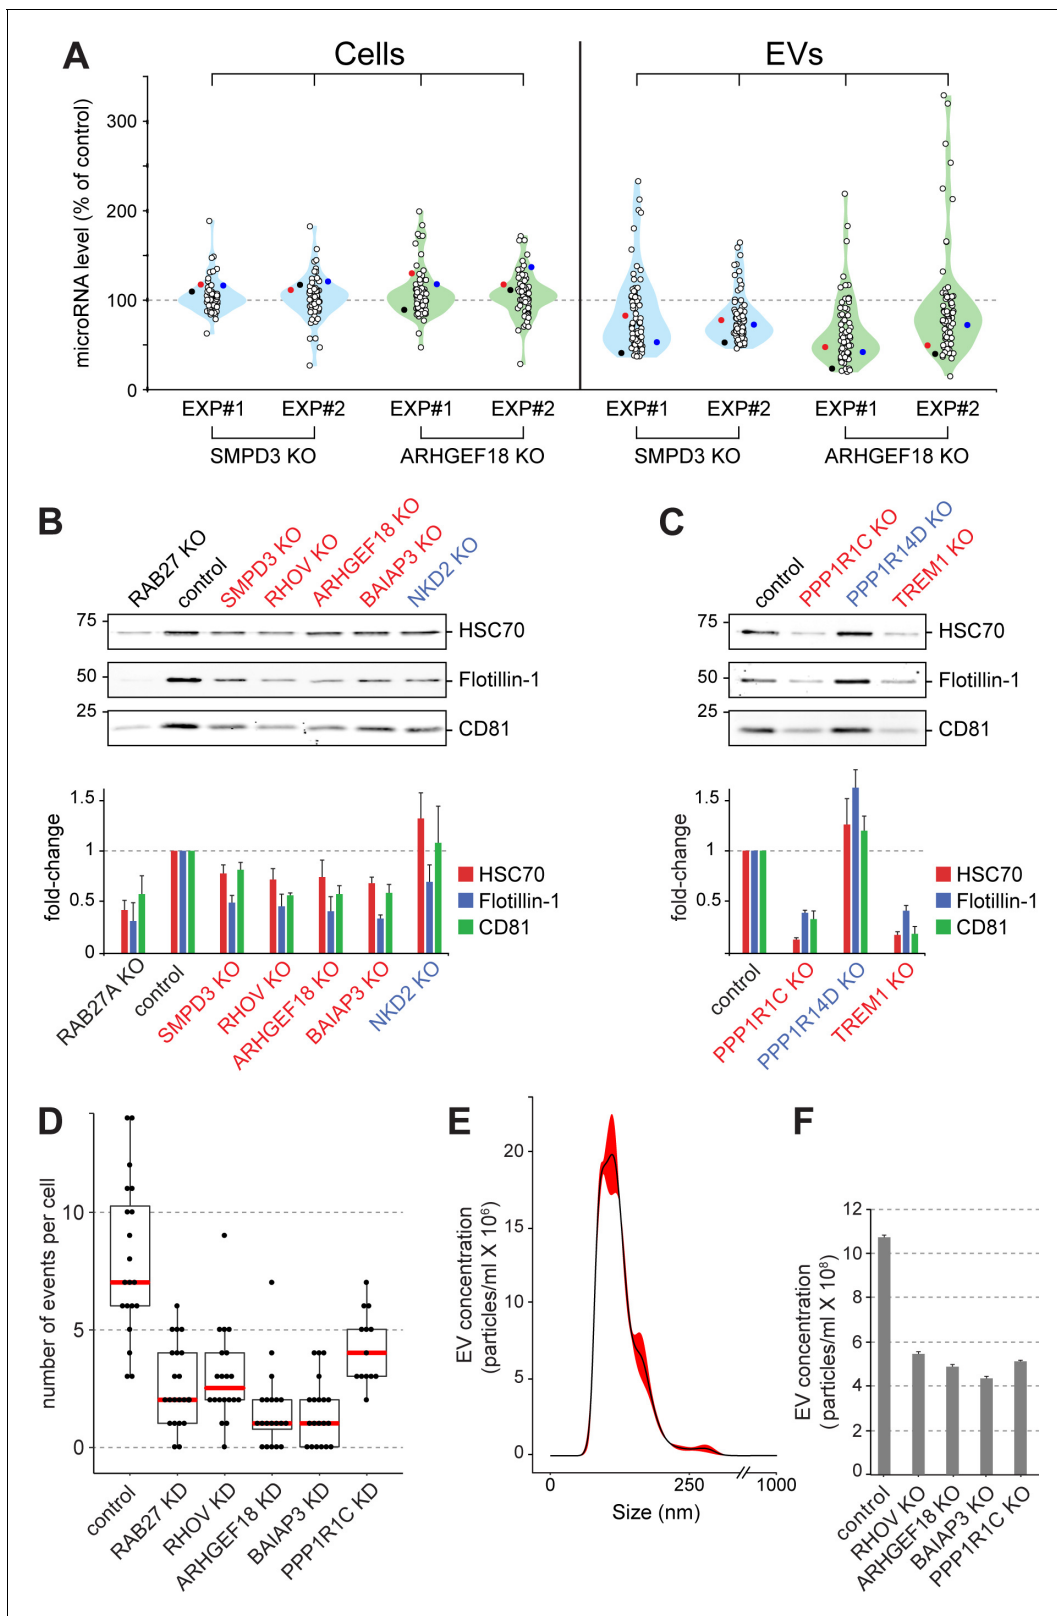 A
Cells
EVs
microRNA level (% of control)
300
200
100
0
EXP#1
EXP#2
EXP#1
EXP#2
EXP#1
EXP#2
EXP#1
EXP#2
SMPD3 KO
ARHGEF18 KO
SMPD3 KO
ARHGEF18 KO
B
RAB27 KO
control
SMPD3 KO
RHOV KO
ARHGEF18 KO
BAIAP3 KO
NKD2 KO
75
HSC70
50
Flotillin-1
25
CD81
fold-change
1.5
1
0.5
0
HSC70
Flotillin-1
CD81
RAB27A KO
control
SMPD3 KO
RHOV KO
ARHGEF18 KO
BAIAP3 KO
NKD2 KO
C
control
PPP1R1C KO
PPP1R14D KO
TREM1 KO
75
HSC70
50
Flotillin-1
25
CD81
fold-change
1.5
1
0.5
0
HSC70
Flotillin-1
CD81
control
PPP1R1C KO
PPP1R14D KO
TREM1 KO
D
number of events per cell
10
5
0
control
RAB27 KD
RHOV KD
ARHGEF18 KD
BAIAP3 KD
PPP1R1C KD
E
EV concentration
(particles/ml X 10⁶)
20
15
10
5
0
0
250
1000
Size (nm)
F
EV concentration
(particles/ml X 10⁸)
12
10
8
6
4
2
0
control
RHOV KO
ARHGEF18 KO
BAIAP3 KO
PPP1R1C KO